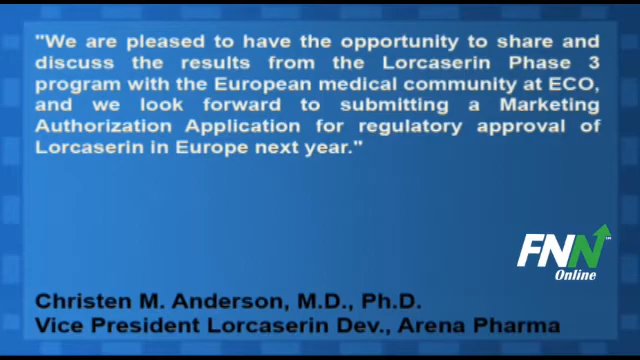 "We are pleased to have the opportunity to share and
discuss the results from the Lorcaserin Phase 3
program with the European medical community at ECO,
and we look forward to submitting a Marketing
Authorization Application for regulatory approval of
Lorcaserin in Europe next year."
FNN
Online
Christen M. Anderson, M.D., Ph.D.
Vice President Lorcaserin Dev., Arena Pharma